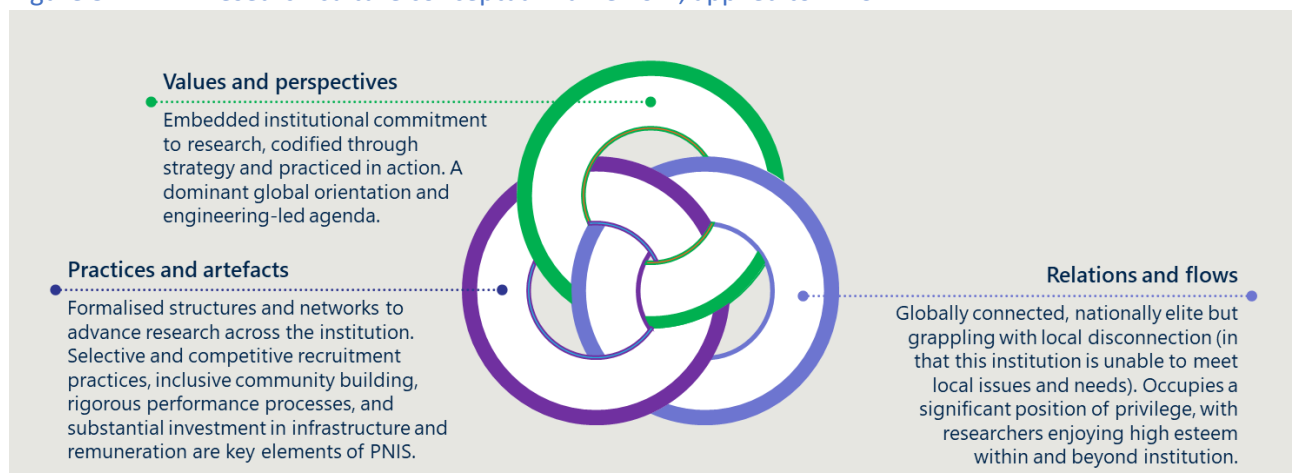 Values and perspectives
Embedded institutional commitment
to research, codified through
strategy and practiced in action. A
dominant global orientation and
engineering-led agenda.
Practices and artefacts
Formalised structures and networks to
advance research across the institution.
Selective and competitive recruitment
practices, inclusive community building,
rigorous performance processes, and
substantial investment in infrastructure and
remuneration are key elements of PNIS.
Relations and flows
Globally connected, nationally elite but
grappling with local disconnection (in
that this institution is unable to meet
local issues and needs). Occupies a
significant position of privilege, with
researchers enjoying high esteem
within and beyond institution.